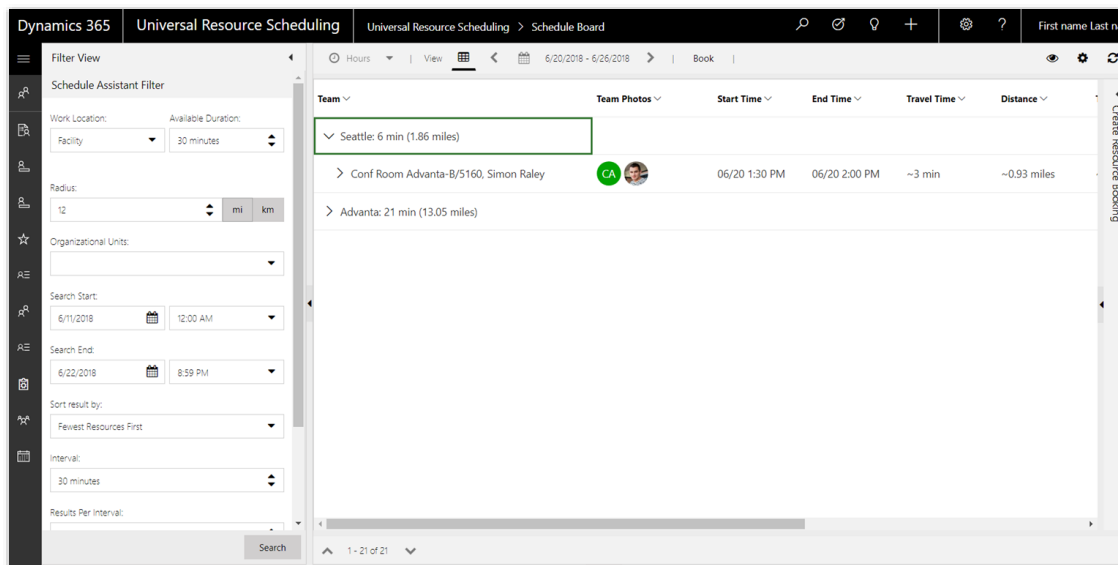 Dynamics 365 Universal Resource Scheduling Universal Resource Scheduling > Schedule Board ? First name Last na
Filter View
Hours | View 6/20/2018 - 6/26/2018 | Book |
Schedule Assistant Filter
Team Team Photos Start Time End Time Travel Time Distance
Work Location: Available Duration:
Facility 30 minutes
Seattle: 6 min (1.86 miles)
Conf Room Advanta-B/5160, Simon Raley CA 06/20 1:30 PM 06/20 2:00 PM ~3 min ~0.93 miles
Radius:
12 mi km
Advanta: 21 min (13.05 miles)
Create Resource Booking
Organizational Units:
Search Start:
6/11/2018 12:00 AM
Search End:
6/22/2018 8:59 PM
Sort result by:
Fewest Resources First
Interval:
30 minutes
Results Per Interval:
Search
1 - 21 of 21